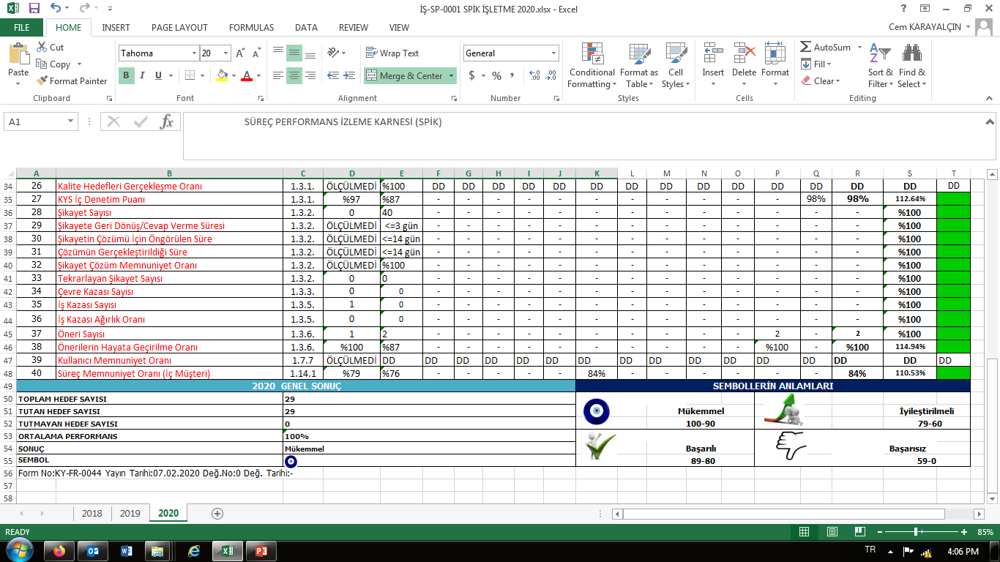 İŞ-SP-0001 SPİK İŞLETME 2020.xlsx - Excel
FILE HOME INSERT PAGE LAYOUT FORMULAS DATA REVIEW VIEW Cem KARAYALÇIN
Cut
Copy
Format Painter
Paste
Clipboard
Tahoma 20
B I U
Font
Wrap Text
Merge & Center
Alignment
General
$ % ,
Number
Conditional Formatting
Format as Table
Cell Styles
Styles
Insert Delete Format
Cells
AutoSum
Fill
Clear
Sort & Filter
Find & Select
Editing
A1 fx SÜREÇ PERFORMANS İZLEME KARNESİ (SPİK)
A B C D E F G H I J K L M N O P Q R S T
34 26 Kalite Hedefleri Gerçekleşme Oranı 1.3.1. ÖLÇÜLMEDİ %100 DD DD DD DD DD DD DD DD DD DD DD DD DD DD DD
35 27 KYS İç Denetim Puanı 1.3.1. %97 %87 - - - - - - - - - - - 98% 98% 112.64%
36 28 Şikayet Sayısı 1.3.2. 0 40 - - - - - - - - - - - - - %100
37 29 Şikayete Geri Dönüş/Cevap Verme Süresi 1.3.2. ÖLÇÜLMEDİ <=3 gün - - - - - - - - - - - - - %100
38 30 Şikayetin Çözümü İçin Öngörülen Süre 1.3.2. ÖLÇÜLMEDİ <=14 gün - - - - - - - - - - - - - %100
39 31 Çözümün Gerçekleştirildiği Süre 1.3.2. ÖLÇÜLMEDİ <=14 gün - - - - - - - - - - - - - %100
40 32 Şikayet Çözüm Memnuniyet Oranı 1.3.2. ÖLÇÜLMEDİ %100 - - - - - - - - - - - - - %100
41 33 Tekrarlayan Şikayet Sayısı 1.3.2. 0 0 - - - - - - - - - - - - - %100
42 34 Çevre Kazası Sayısı 1.3.3. 0 0 - - - - - - - - - - - - - %100
43 35 İş Kazası Sayısı 1.3.5. 1 0 - - - - - - - - - - - - - %100
44 36 İş Kazası Ağırlık Oranı 1.3.5. 0 0 - - - - - - - - - - - - - %100
45 37 Öneri Sayısı 1.3.6. 1 2 - - - - - - - - - - 2 - 2 %100
46 38 Önerilerin Hayata Geçirilme Oranı 1.3.6. %100 %87 - - - - - - - - - - %100 - %100 114.94%
47 39 Kullanıcı Memnuniyet Oranı 1.7.7 ÖLÇÜLMEDİ DD DD DD DD DD DD DD DD DD DD DD DD DD DD DD DD
48 40 Süreç Memnuniyet Oranı (İç Müşteri) 1.14.1 %79 %76 - - - - - 84% - - - - - - 84% 110.53%
49 2020 GENEL SONUÇ SEMBOLLERİN ANLAMLARI
50 TOPLAM HEDEF SAYISI 29
51 TUTAN HEDEF SAYISI 29 Mükemmel İyileştirilmeli
52 TUTMAYAN HEDEF SAYISI 0 100-90 79-60
53 ORTALAMA PERFORMANS 100%
54 SONUÇ Mükemmel Başarılı Başarısız
55 SEMBOL 89-80 59-0
56 Form No:KY-FR-0044 Yayın Tarihi:07.02.2020 Değ.No:0 Değ. Tarihi:-
57
58
2018 2019 2020
READY 85%
TR 4:06 PM